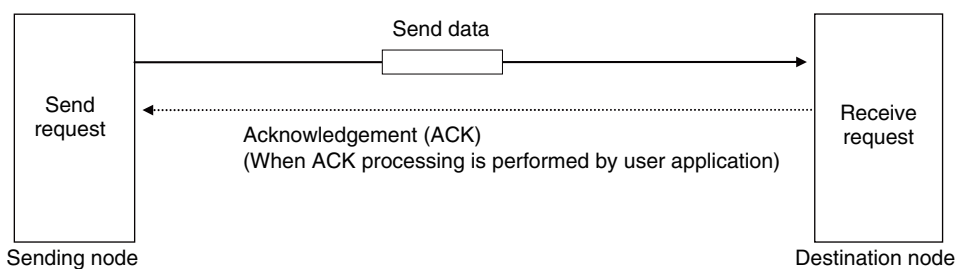 Send data
Send
request
Receive
request
Acknowledgement (ACK)
(When ACK processing is performed by user application)
Sending node
Destination node